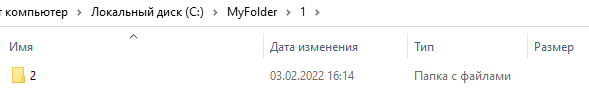 т компьютер › Локальный диск (C:) › MyFolder › 1 ›
Имя Дата изменения Тип Размер
2 03.02.2022 16:14 Папка с файлами